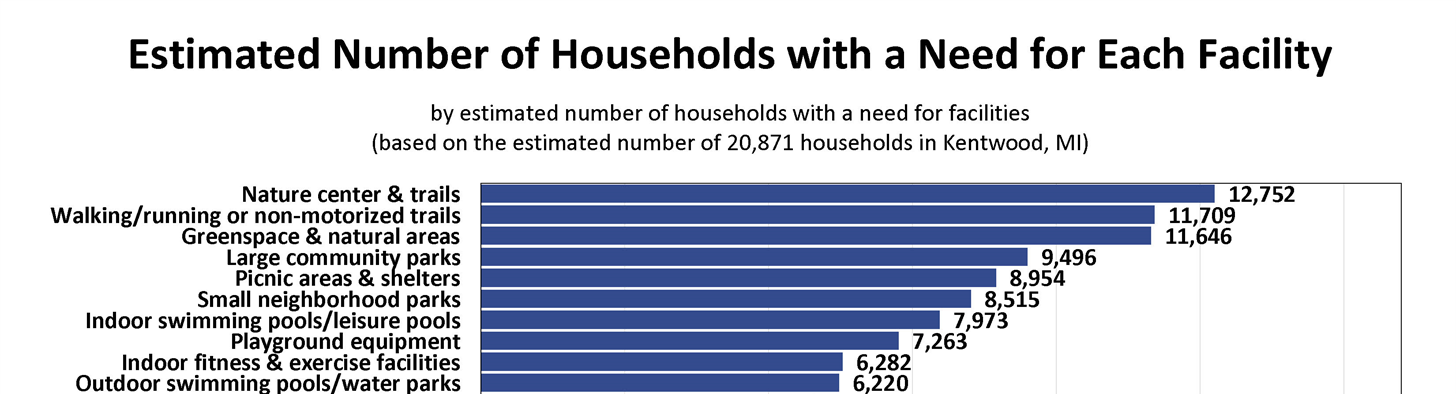 Estimated Number of Households with a Need for Each Facility
by estimated number of households with a need for facilities
(based on the estimated number of 20,871 households in Kentwood, MI)
Nature center & trails 12,752
Walking/running or non-motorized trails 11,709
Greenspace & natural areas 11,646
Large community parks 9,496
Picnic areas & shelters 8,954
Small neighborhood parks 8,515
Indoor swimming pools/leisure pools 7,973
Playground equipment 7,263
Indoor fitness & exercise facilities 6,282
Outdoor swimming pools/water parks 6,220